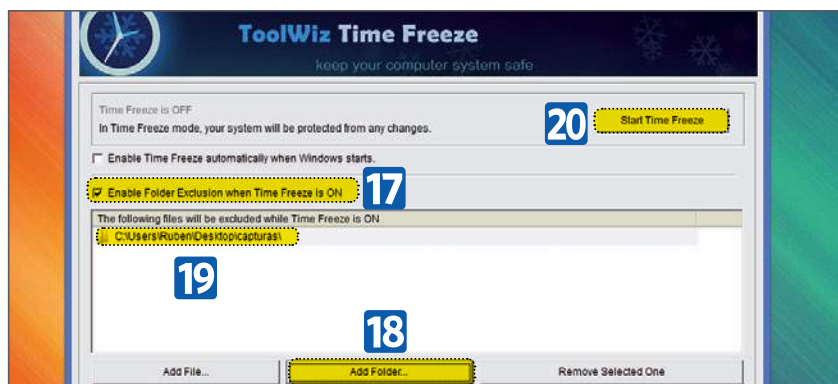 ToolWiz Time Freeze
keep your computer system safe
Time Freeze is OFF
In Time Freeze mode, your system will be protected from any changes.
20
Start Time Freeze
Enable Time Freeze automatically when Windows starts.
Enable Folder Exclusion when Time Freeze is ON
17
The following files will be excluded while Time Freeze is ON
C:\Users\Ruben\Desktop\capturas\
19
18
Add File...
Add Folder...
Remove Selected One